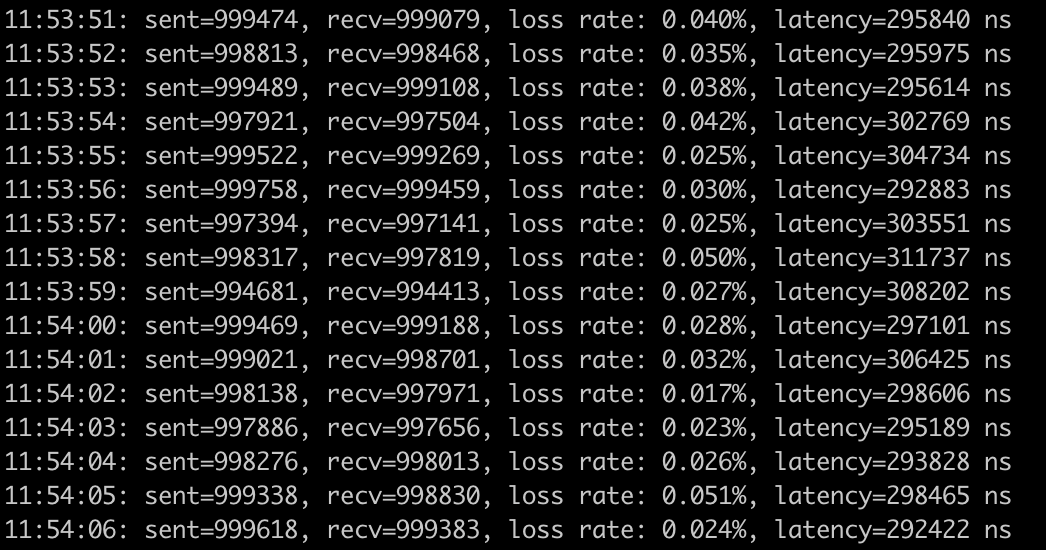 11:53:51: sent=999474, recv=999079, loss rate: 0.040%, latency=295840 ns
11:53:52: sent=998813, recv=998468, loss rate: 0.035%, latency=295975 ns
11:53:53: sent=999489, recv=999108, loss rate: 0.038%, latency=295614 ns
11:53:54: sent=997921, recv=997504, loss rate: 0.042%, latency=302769 ns
11:53:55: sent=999522, recv=999269, loss rate: 0.025%, latency=304734 ns
11:53:56: sent=999758, recv=999459, loss rate: 0.030%, latency=292883 ns
11:53:57: sent=997394, recv=997141, loss rate: 0.025%, latency=303551 ns
11:53:58: sent=998317, recv=997819, loss rate: 0.050%, latency=311737 ns
11:53:59: sent=994681, recv=994413, loss rate: 0.027%, latency=308202 ns
11:54:00: sent=999469, recv=999188, loss rate: 0.028%, latency=297101 ns
11:54:01: sent=999021, recv=998701, loss rate: 0.032%, latency=306425 ns
11:54:02: sent=998138, recv=997971, loss rate: 0.017%, latency=298606 ns
11:54:03: sent=997886, recv=997656, loss rate: 0.023%, latency=295189 ns
11:54:04: sent=998276, recv=998013, loss rate: 0.026%, latency=293828 ns
11:54:05: sent=999338, recv=998830, loss rate: 0.051%, latency=298465 ns
11:54:06: sent=999618, recv=999383, loss rate: 0.024%, latency=292422 ns